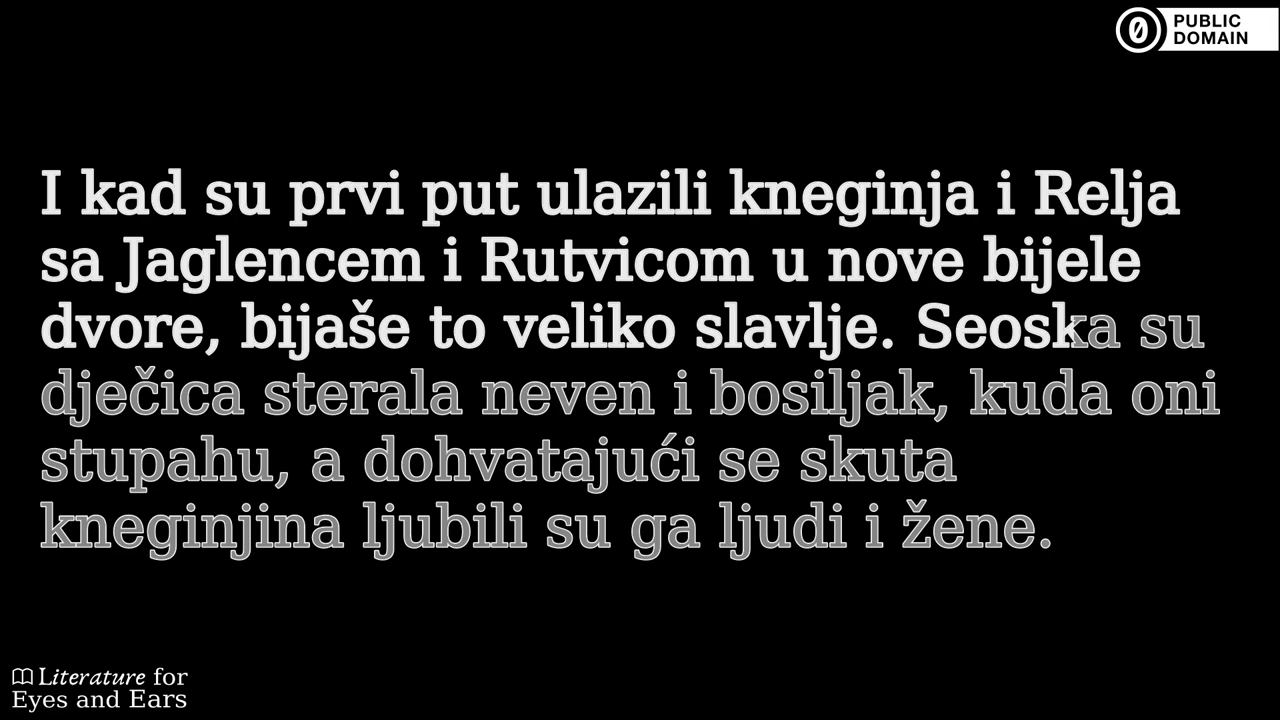 PUBLIC
DOMAIN
I kad su prvi put ulazili kneginja i Relja
sa Jaglencem i Rutvicom u nove bijele
dvore, bijaše to veliko slavlje. Seoska su
dječica sterala neven i bosiljak, kuda oni
stupahu, a dohvatajući se skuta
kneginjina ljubili su ga ljudi i žene.
Literature for
Eyes and Ears